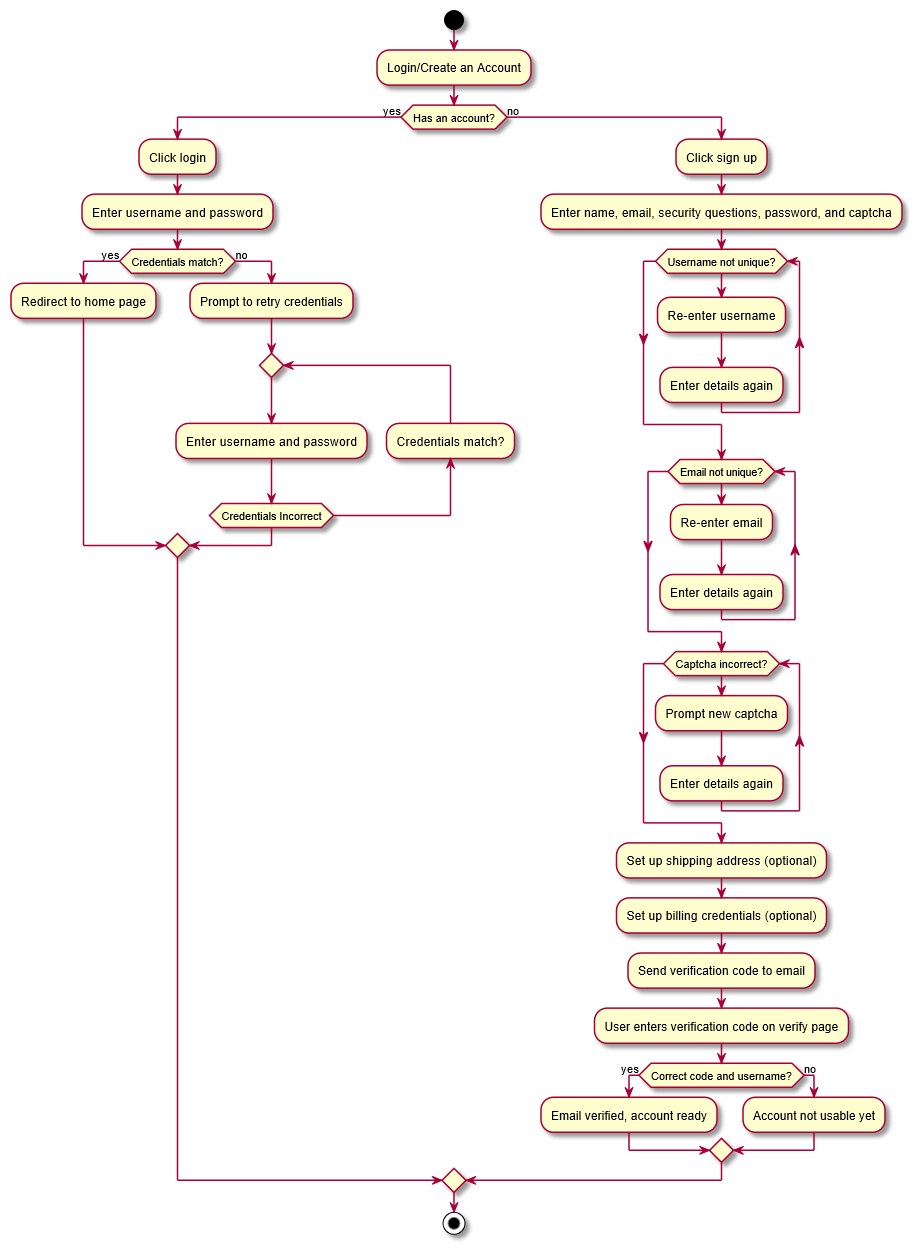 Login/Create an Account
yes
Has an account?
no
Click login
Click sign up
Enter username and password
Enter name, email, security questions, password, and captcha
yes
Credentials match?
no
Username not unique?
Redirect to home page
Prompt to retry credentials
Re-enter username
Enter details again
Enter username and password
Credentials match?
Email not unique?
Credentials Incorrect
Re-enter email
Enter details again
Captcha incorrect?
Prompt new captcha
Enter details again
Set up shipping address (optional)
Set up billing credentials (optional)
Send verification code to email
User enters verification code on verify page
yes
Correct code and username?
no
Email verified, account ready
Account not usable yet